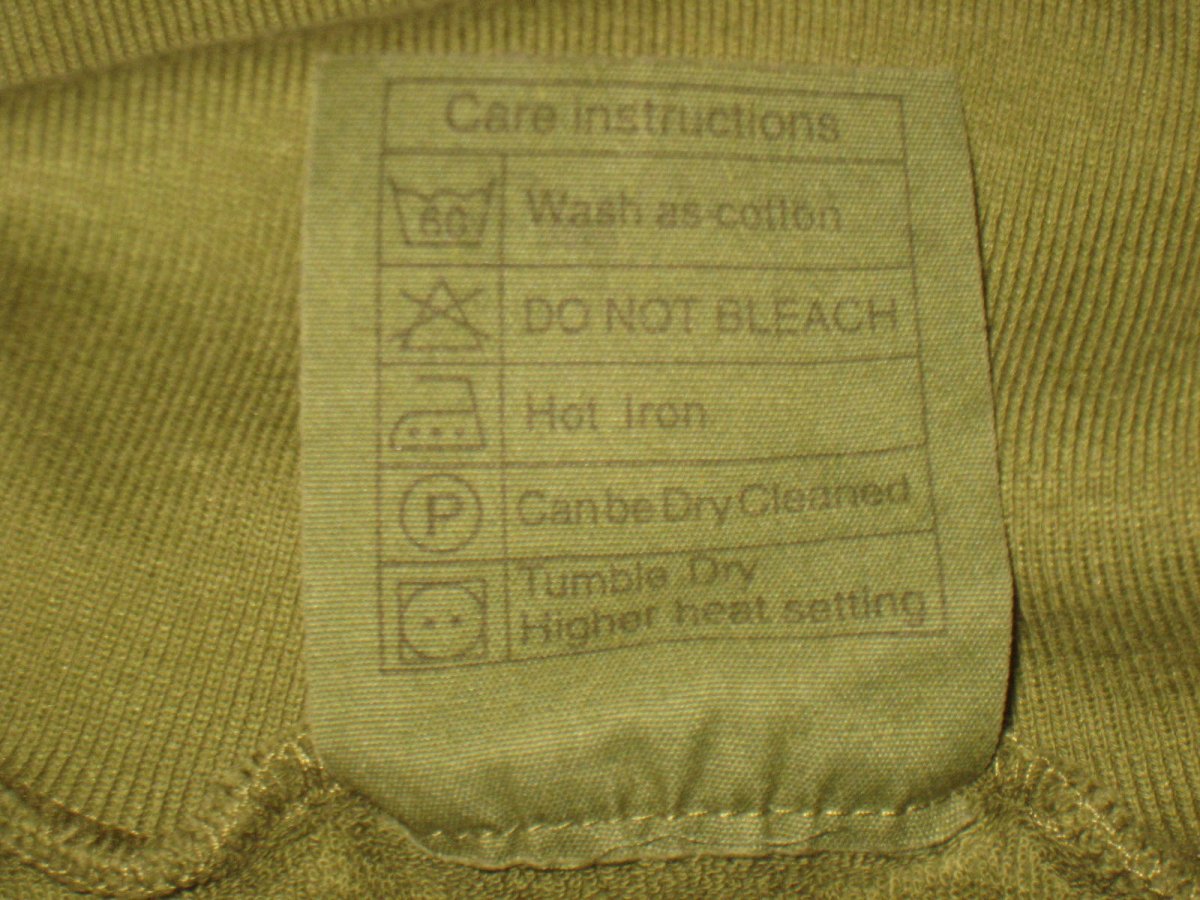 Care Instructions
60 Wash as cotton
DO NOT BLEACH
Hot Iron
P Can be Dry Cleaned
Tumble Dry
Higher heat setting